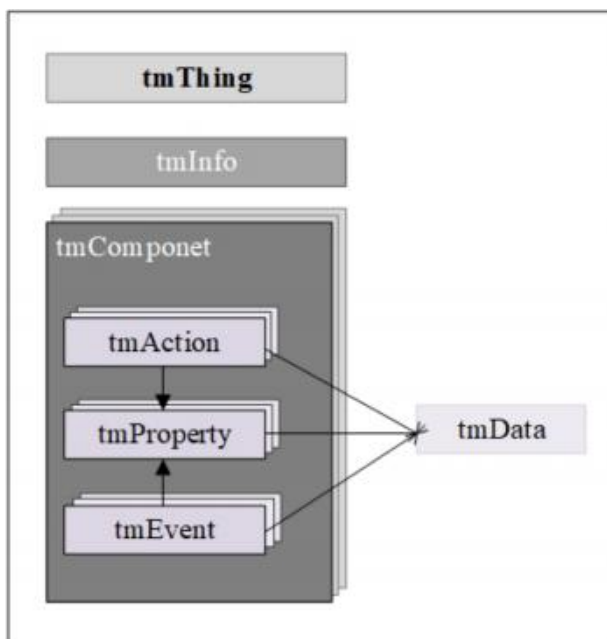 tmThing
tmInfo
tmComponet
tmAction
tmProperty
tmData
tmEvent